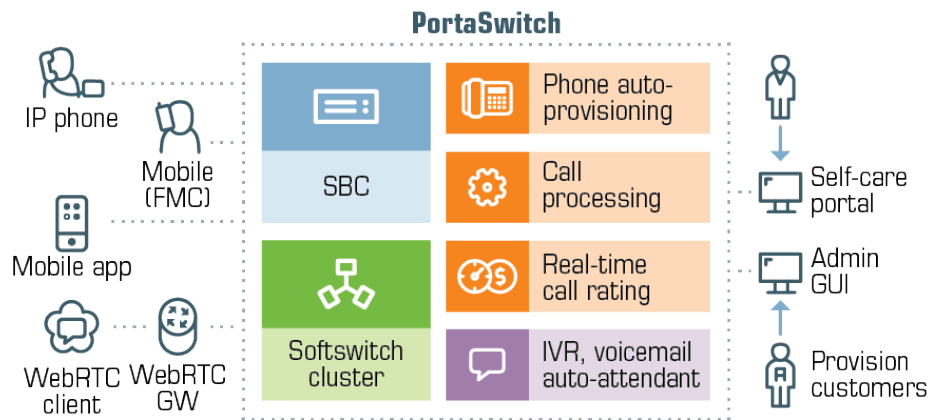 PortaSwitch
IP phone
Mobile
(FMC)
Mobile app
WebRTC
client
WebRTC
GW
SBC
Softswitch
cluster
Phone auto-
provisioning
Call
processing
Real-time
call rating
$
IVR, voicemail
auto-attendant
Self-care
portal
Admin
GUI
A
Provision
customers